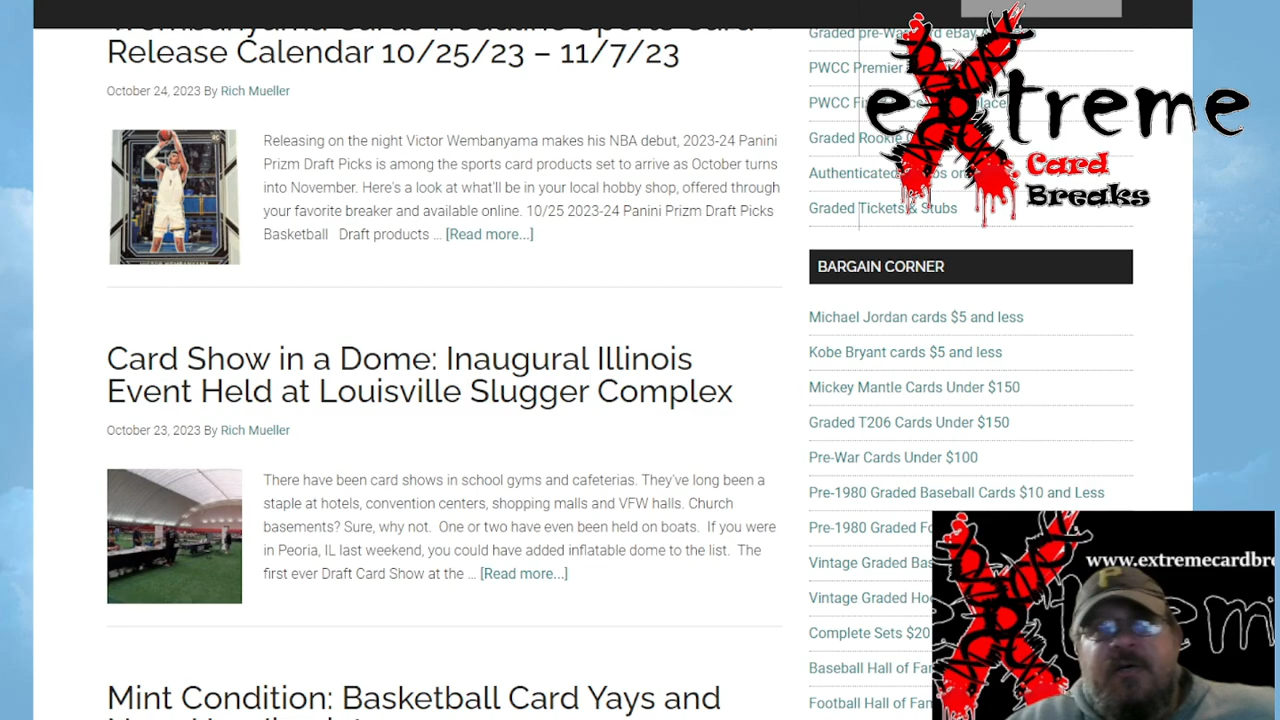 Release Calendar 10/25/23 – 11/7/23
October 24, 2023 By Rich Mueller
Releasing on the night Victor Wembanyama makes his NBA debut, 2023-24 Panini
Prizm Draft Picks is among the sports card products set to arrive as October turns
into November. Here's a look at what'll be in your local hobby shop, offered through
your favorite breaker and available online. 10/25 2023-24 Panini Prizm Draft Picks
Basketball Draft products ... [Read more...]
Card Show in a Dome: Inaugural Illinois
Event Held at Louisville Slugger Complex
October 23, 2023 By Rich Mueller
There have been card shows in school gyms and cafeterias. They've long been a
staple at hotels, convention centers, shopping malls and VFW halls. Church
basements? Sure, why not. One or two have even been held on boats. If you were
in Peoria, IL last weekend, you could have added inflatable dome to the list. The
first ever Draft Card Show at the ... [Read more...]
Mint Condition: Basketball Card Yays and
Graded pre-War
PWCC Premier
PWCC
Graded Rookie
Authenticated
Graded Tickets & Stubs
extreme
Card
Breaks
BARGAIN CORNER
Michael Jordan cards $5 and less
Kobe Bryant cards $5 and less
Mickey Mantle Cards Under $150
Graded T206 Cards Under $150
Pre-War Cards Under $100
Pre-1980 Graded Baseball Cards $10 and Less
Pre-1980 Graded
Vintage Graded
Vintage Graded
Complete Sets $20
Baseball Hall of
Football Hall of
www.extremecardbre
P